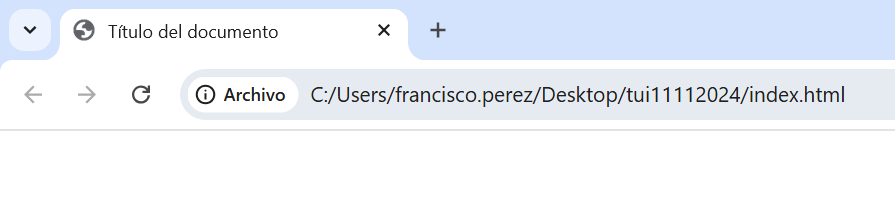 Título del documento
Archivo C:/Users/francisco.perez/Desktop/tui11112024/index.html